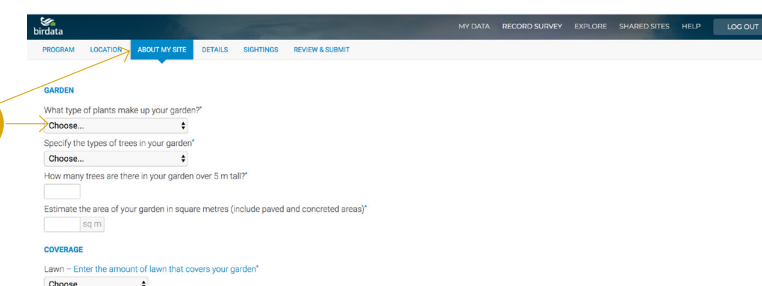 birdata
MY DATA RECORD SURVEY EXPLORE SHARED SITES HELP LOG OUT
PROGRAM LOCATION ABOUT MY SITE DETAILS SIGHTINGS REVIEW & SUBMIT
GARDEN
What type of plants make up your garden?*
Choose...
Specify the types of trees in your garden*
Choose...
How many trees are there in your garden over 5 m tall?*
Estimate the area of your garden in square metres (include paved and concreted areas)*
sq m
COVERAGE
Lawn – Enter the amount of lawn that covers your garden*
Choose